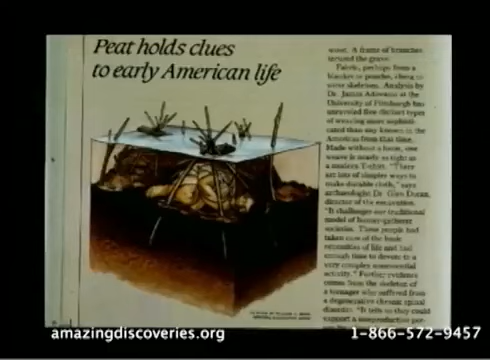 Peat holds clues
to early American life
wove. A frame of branches
around the grave.
Fabric, perhaps from a
blanket or poncho, clung to
some skeletons. Analysis by
Dr. James Adovasio at the
University of Pittsburgh has
unraveled five distinct types
of weaving more sophisti-
cated than any known in the
Americas from that time.
Made without a loom, one
weave is nearly as tight as
a modern T-shirt. "There
are lots of simpler ways to
make durable cloth," says
archaeologist Dr. Glen Doran,
director of the excavation.
"It challenges our traditional
model of hunter-gatherer
societies. These people had
taken care of the basic
necessities of life and had
enough time to devote to a
very complex nonessential
activity." Further evidence
comes from the skeleton of
a teenager who suffered from
a degenerative chronic spinal
disease. "It tells us they could
support a nonproductive per-
amazingdiscoveries.org
1-866-572-9457